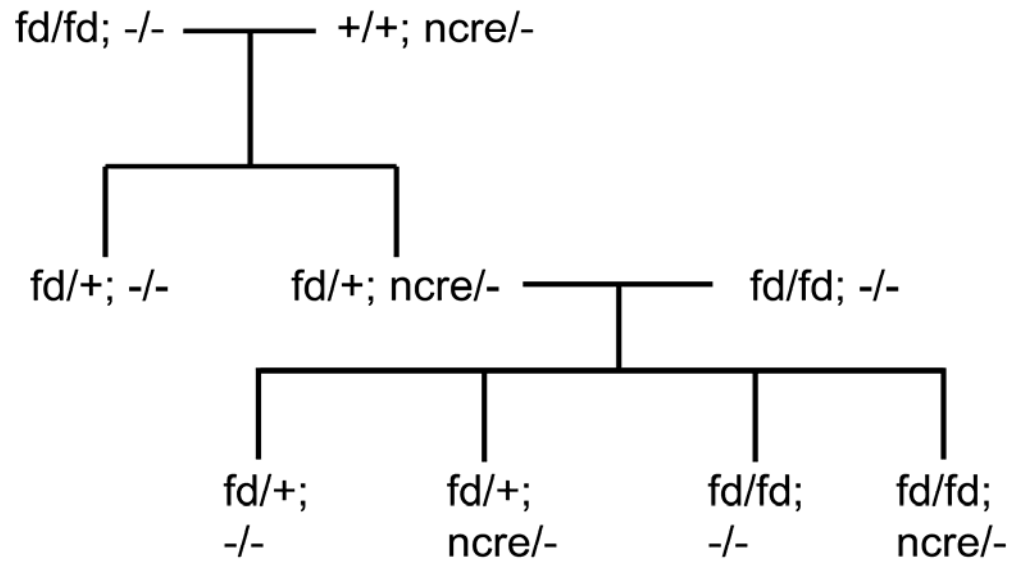 fd/fd; -/- +/+; ncre/-
fd/+; -/- fd/+; ncre/- fd/fd; -/-
fd/+;
-/-
fd/+;
ncre/-
fd/fd;
-/-
fd/fd;
ncre/-